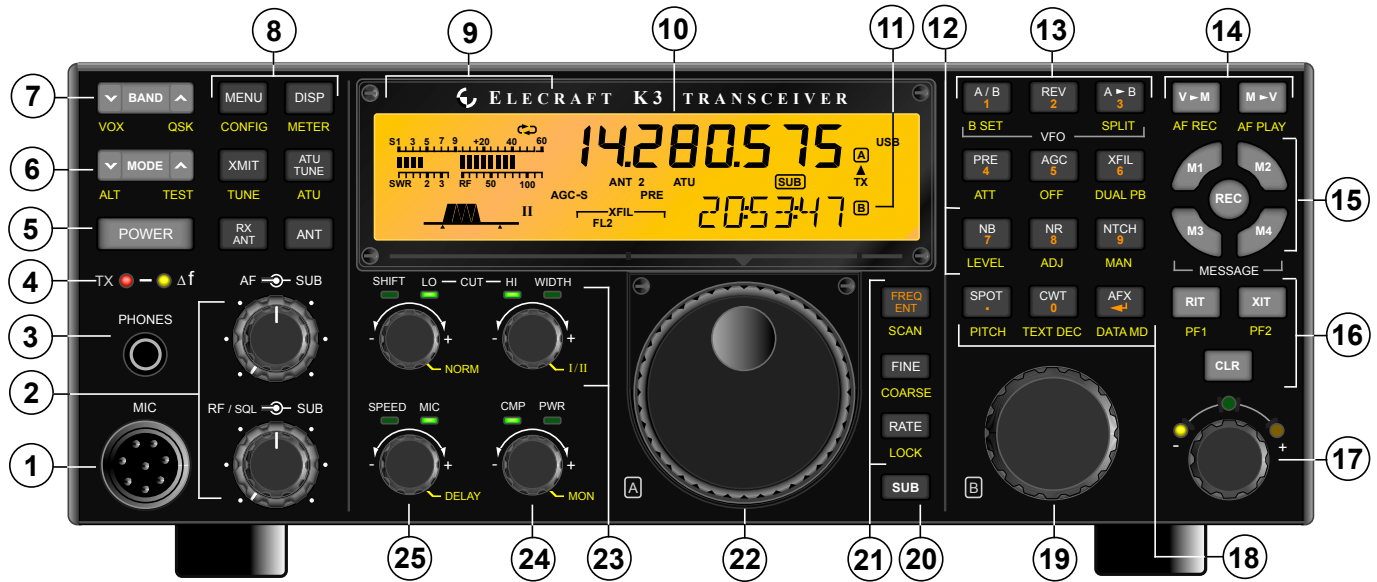 8 9 10 11 12 13 14
7 BAND MENU DISP
VOX QSK CONFIG METER
6 MODE XMIT ATU TUNE
ALT TEST TUNE ATU
5 POWER RX ANT ANT
4 TX Δf
3 PHONES
2 AF SUB
RF / SQL SUB
1 MIC
ELECRAFT K3 TRANSCEIVER
S1 3 5 7 9 +20 40 60
SWR 2 3 RF 50 100
14.280.575 USB
A TX
ANT 2 ATU SUB
AGC-S PRE
II XFIL FL2
20:53:47 B
SHIFT LO CUT HI WIDTH
- + - +
NORM I / II
SPEED MIC CMP PWR
- + - +
DELAY MON
A
FREQ ENT
SCAN
FINE
COARSE
RATE
LOCK
SUB
A / B 1 REV 2 A ► B 3
B SET VFO SPLIT
PRE 4 AGC 5 XFIL 6
ATT OFF DUAL PB
NB 7 NR 8 NTCH 9
LEVEL ADJ MAN
SPOT . CWT 0 AFX
PITCH TEXT DEC DATA MD
B
V ► M M ► V
AF REC AF PLAY
M1 M2
REC
M3 M4
MESSAGE
15
RIT XIT
PF1 PF2
16
CLR
- +
17
25 24 23 22 21 20 19 18